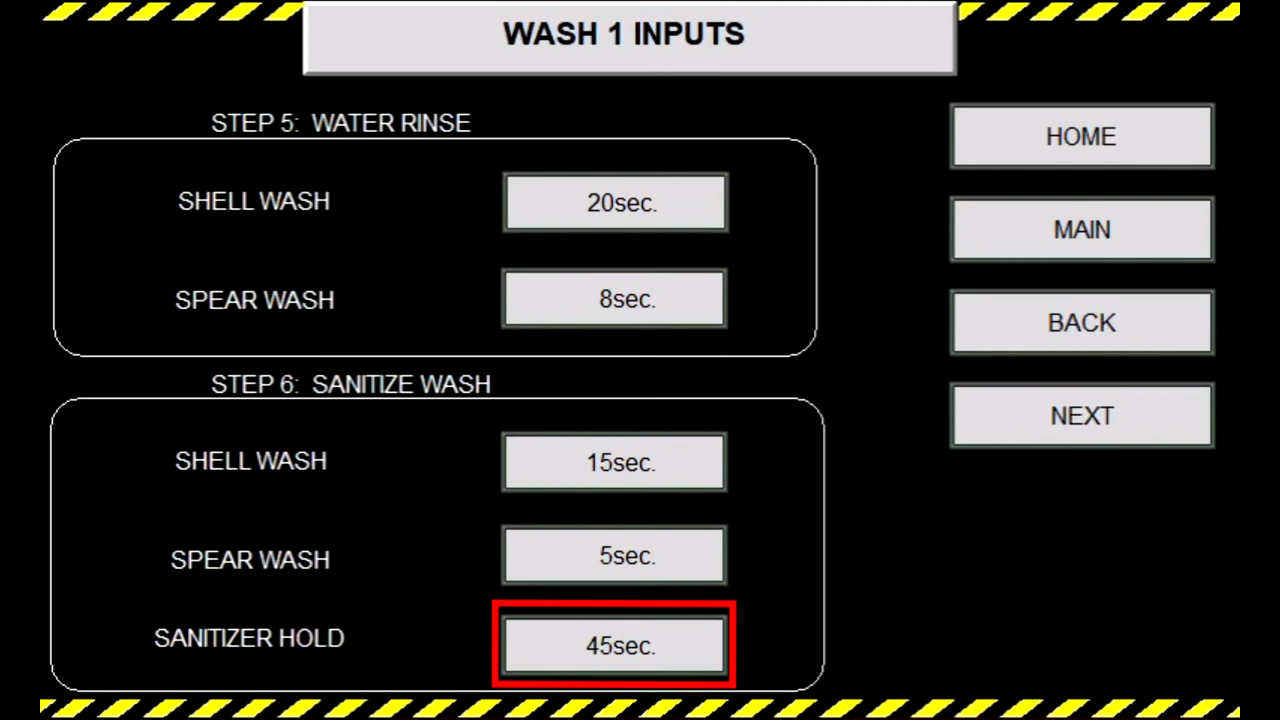 WASH 1 INPUTS
STEP 5: WATER RINSE
SHELL WASH 20sec.
SPEAR WASH 8sec.
STEP 6: SANITIZE WASH
SHELL WASH 15sec.
SPEAR WASH 5sec.
SANITIZER HOLD 45sec.
HOME
MAIN
BACK
NEXT